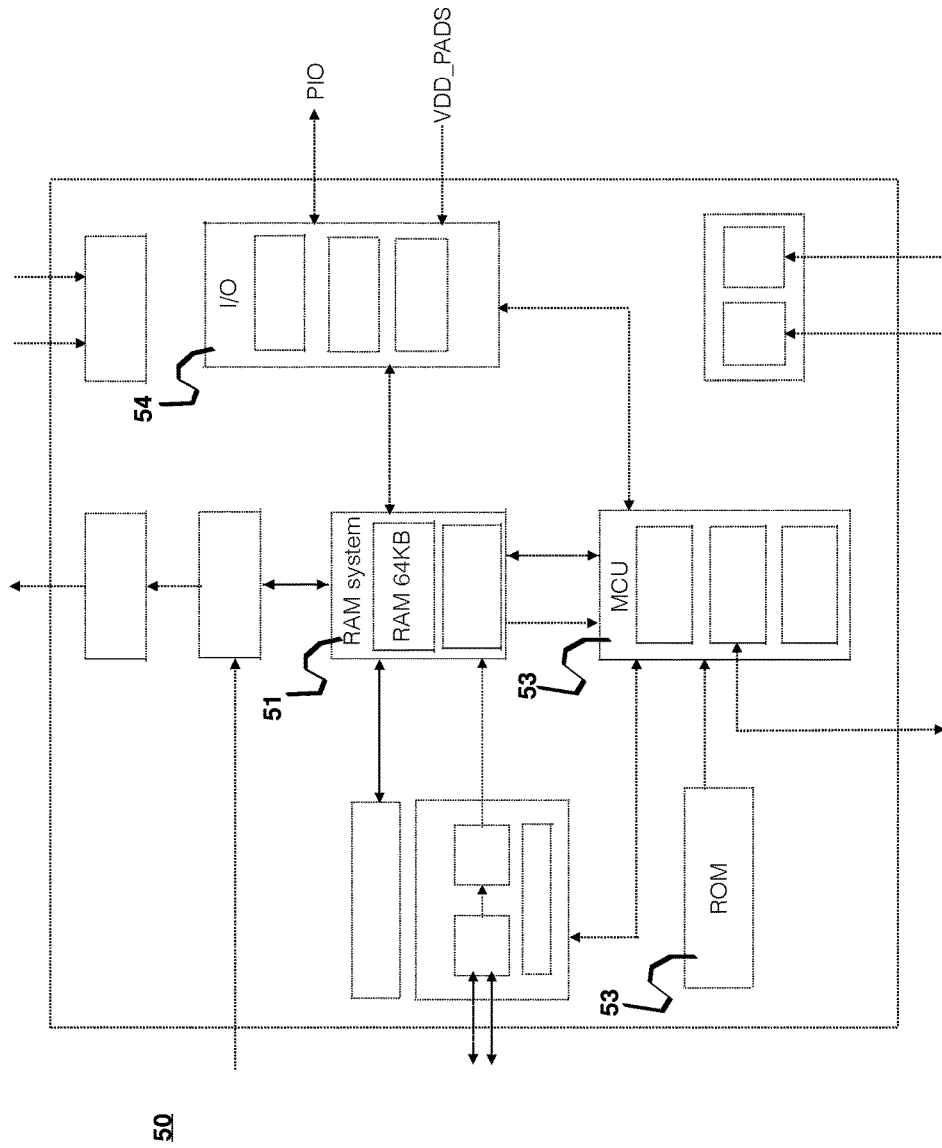 50
54
I/O
51
PIO
RAM system
RAM 64KB
VDD_PADS
53
53
MCU
ROM